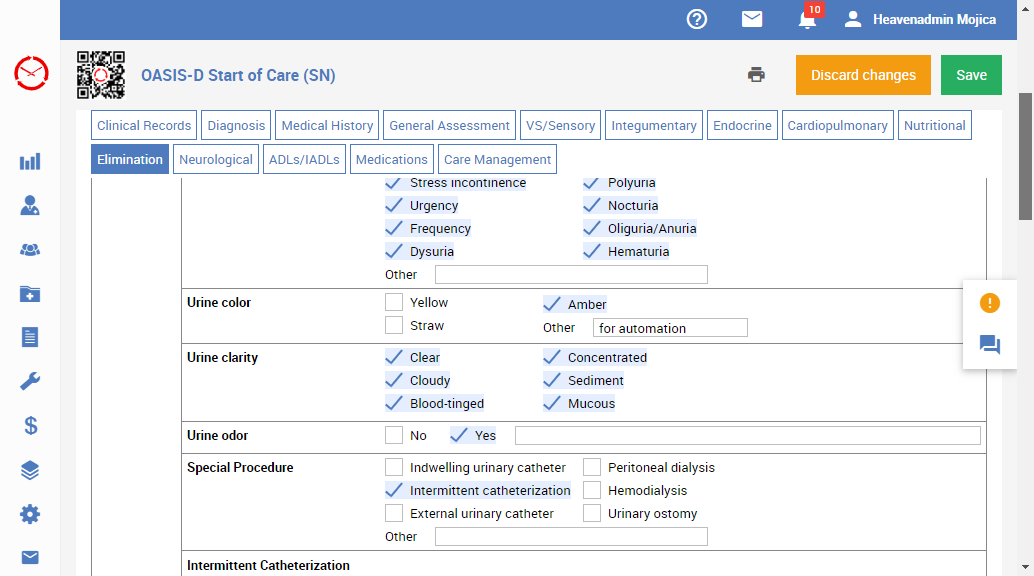 10
Heavenadmin Mojica
OASIS-D Start of Care (SN)
Discard changes
Save
Clinical Records
Diagnosis
Medical History
General Assessment
VS/Sensory
Integumentary
Endocrine
Cardiopulmonary
Nutritional
Elimination
Neurological
ADLs/IADLs
Medications
Care Management
Stress incontinence
Polyuria
Urgency
Nocturia
Frequency
Oliguria/Anuria
Dysuria
Hematuria
Other
Urine color
Yellow
Amber
Straw
Other
for automation
Urine clarity
Clear
Concentrated
Cloudy
Sediment
Blood-tinged
Mucous
Urine odor
No
Yes
Special Procedure
Indwelling urinary catheter
Peritoneal dialysis
Intermittent catheterization
Hemodialysis
External urinary catheter
Urinary ostomy
Other
Intermittent Catheterization